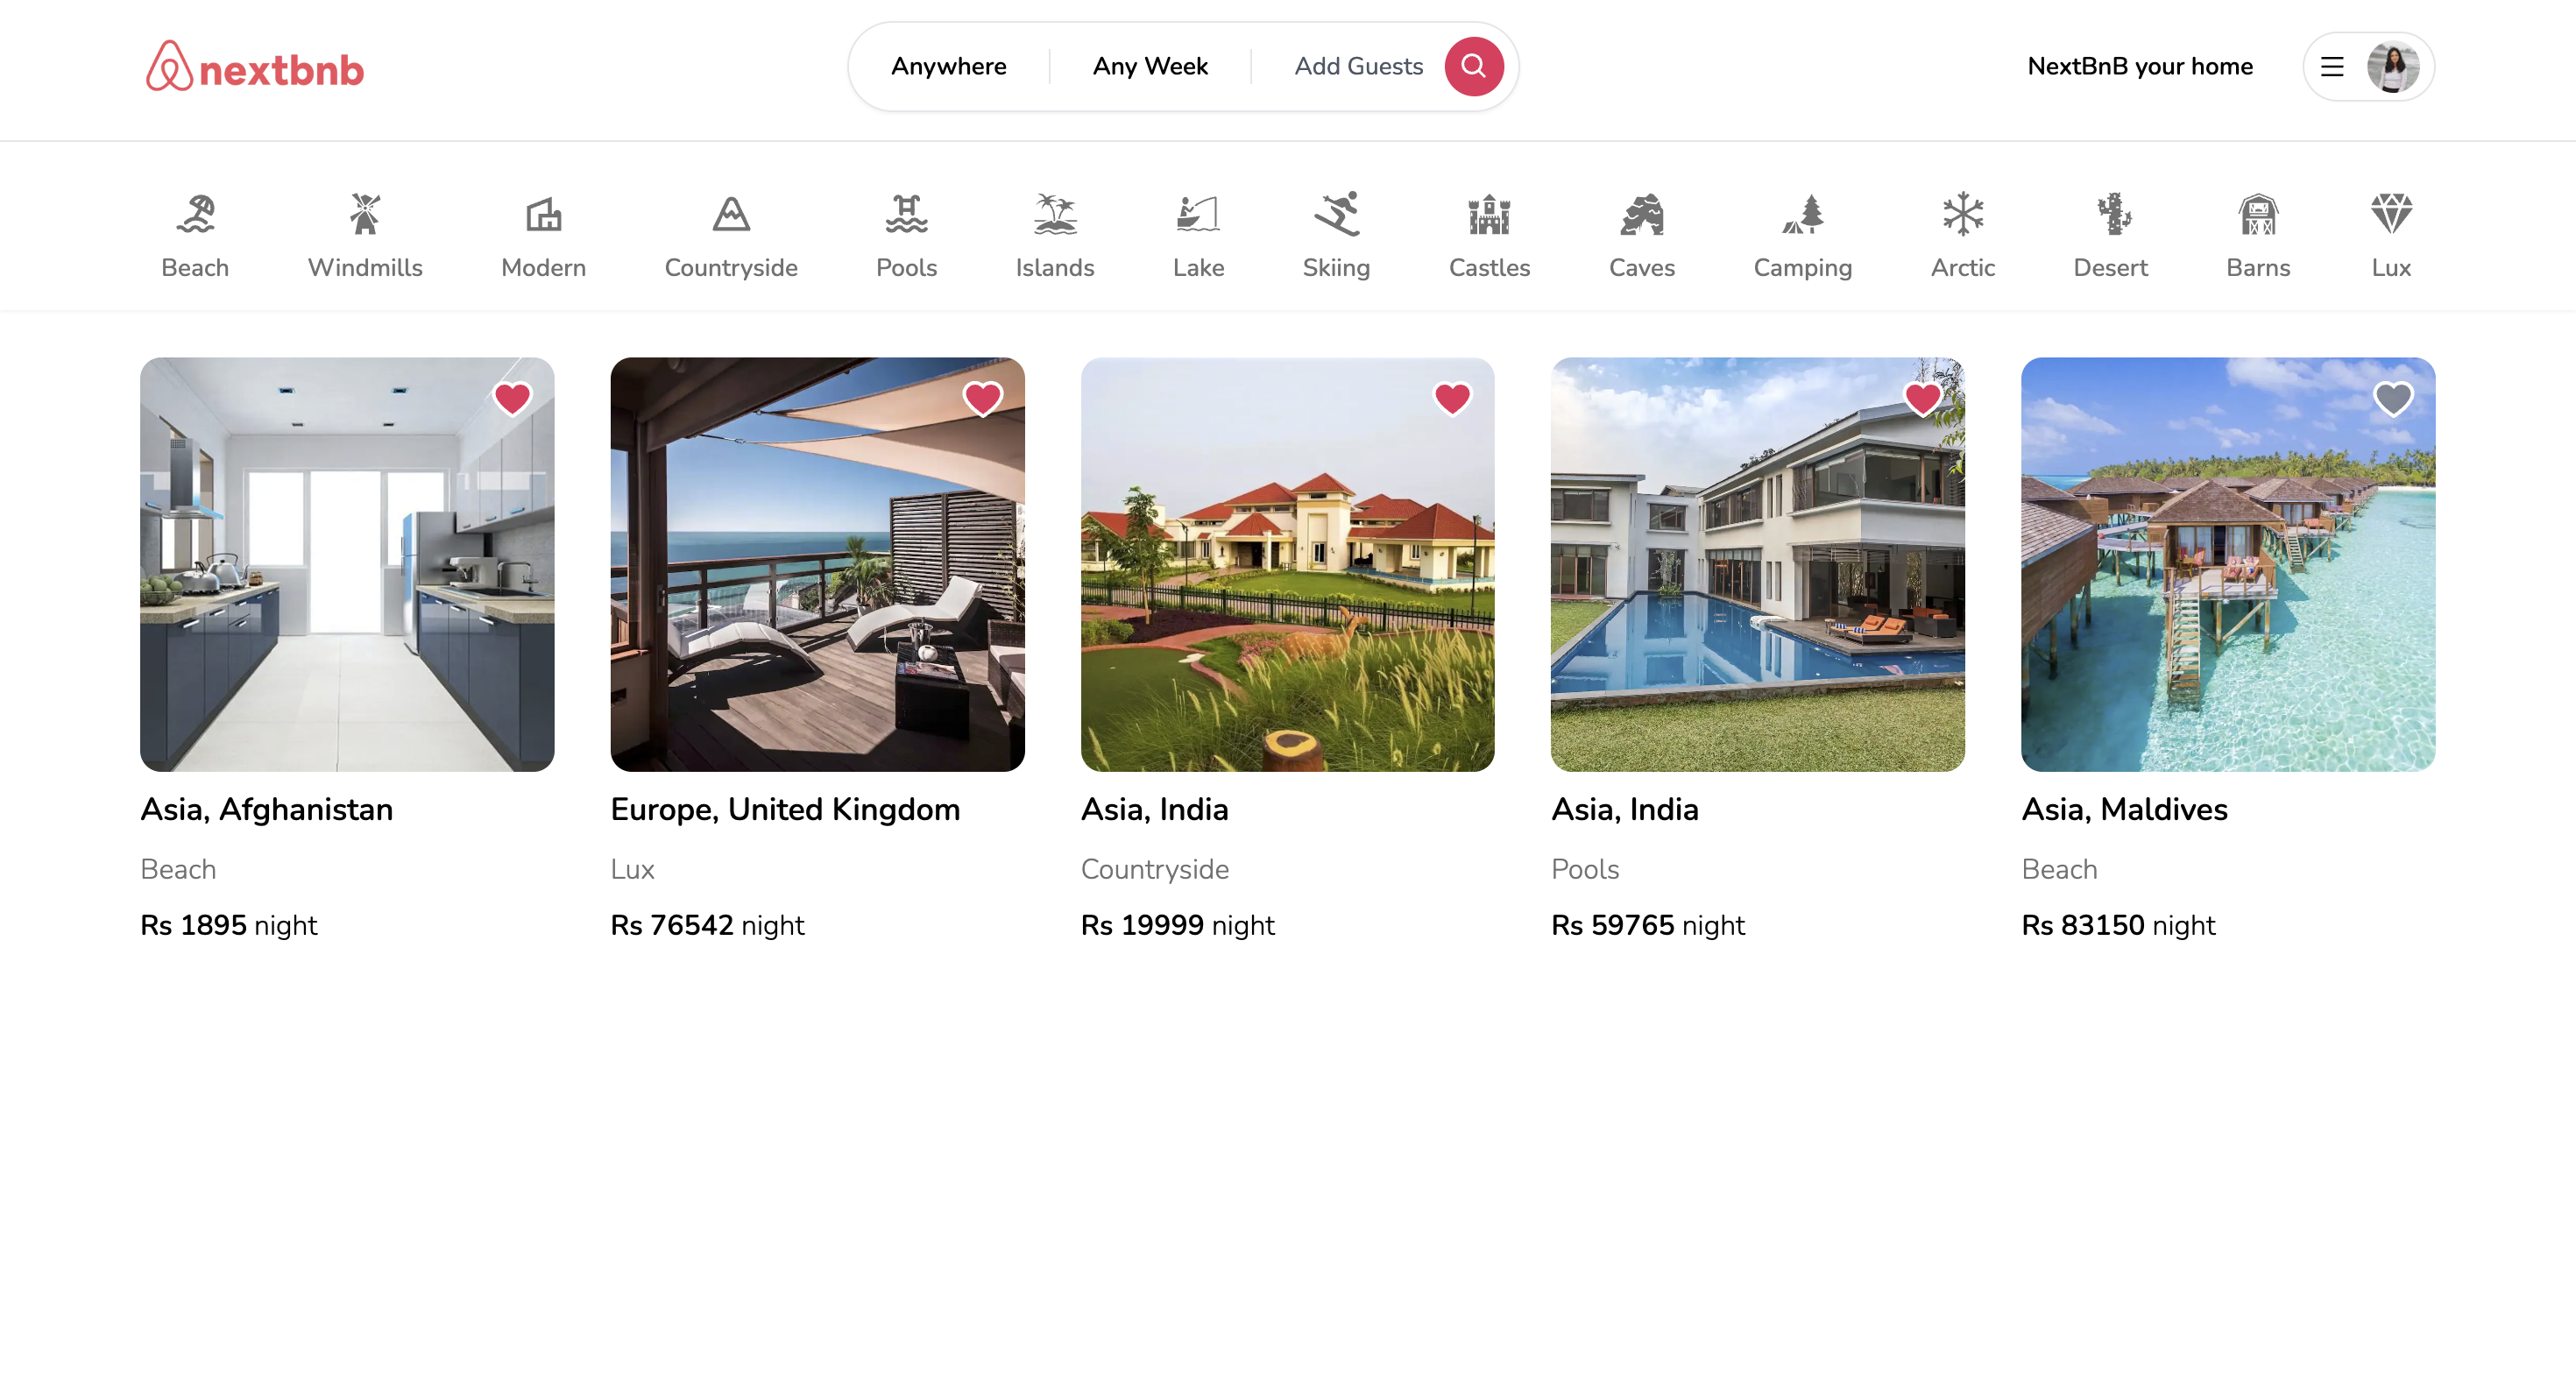 nextbnb
Anywhere
Any Week
Add Guests
NextBnB your home
Beach
Windmills
Modern
Countryside
Pools
Islands
Lake
Skiing
Castles
Caves
Camping
Arctic
Desert
Barns
Lux
Asia, Afghanistan
Beach
Rs 1895 night
Europe, United Kingdom
Lux
Rs 76542 night
Asia, India
Countryside
Rs 19999 night
Asia, India
Pools
Rs 59765 night
Asia, Maldives
Beach
Rs 83150 night